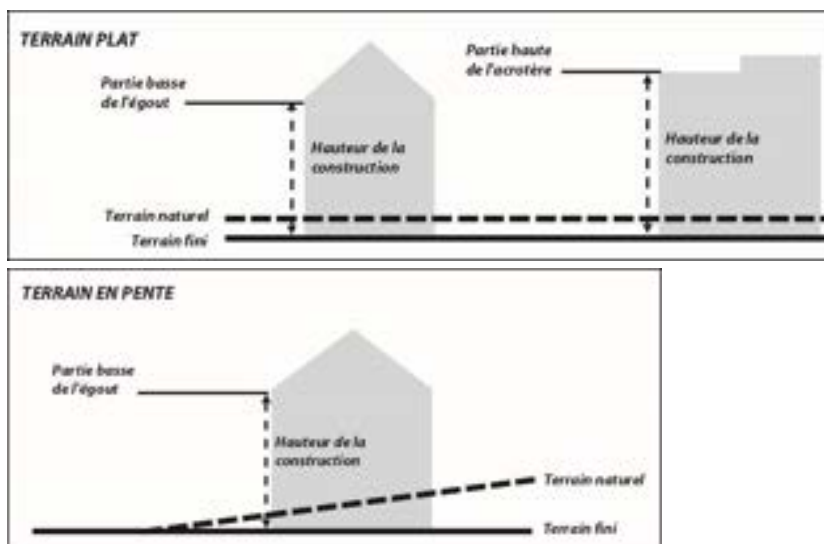 TERRAIN PLAT
Partie basse
de l'égout
Partie haute
de l'acrotère
Hauteur de la
construction
Hauteur de la
construction
Terrain naturel
Terrain fini
TERRAIN EN PENTE
Partie basse
de l'égout
Hauteur de la
construction
Terrain naturel
Terrain fini